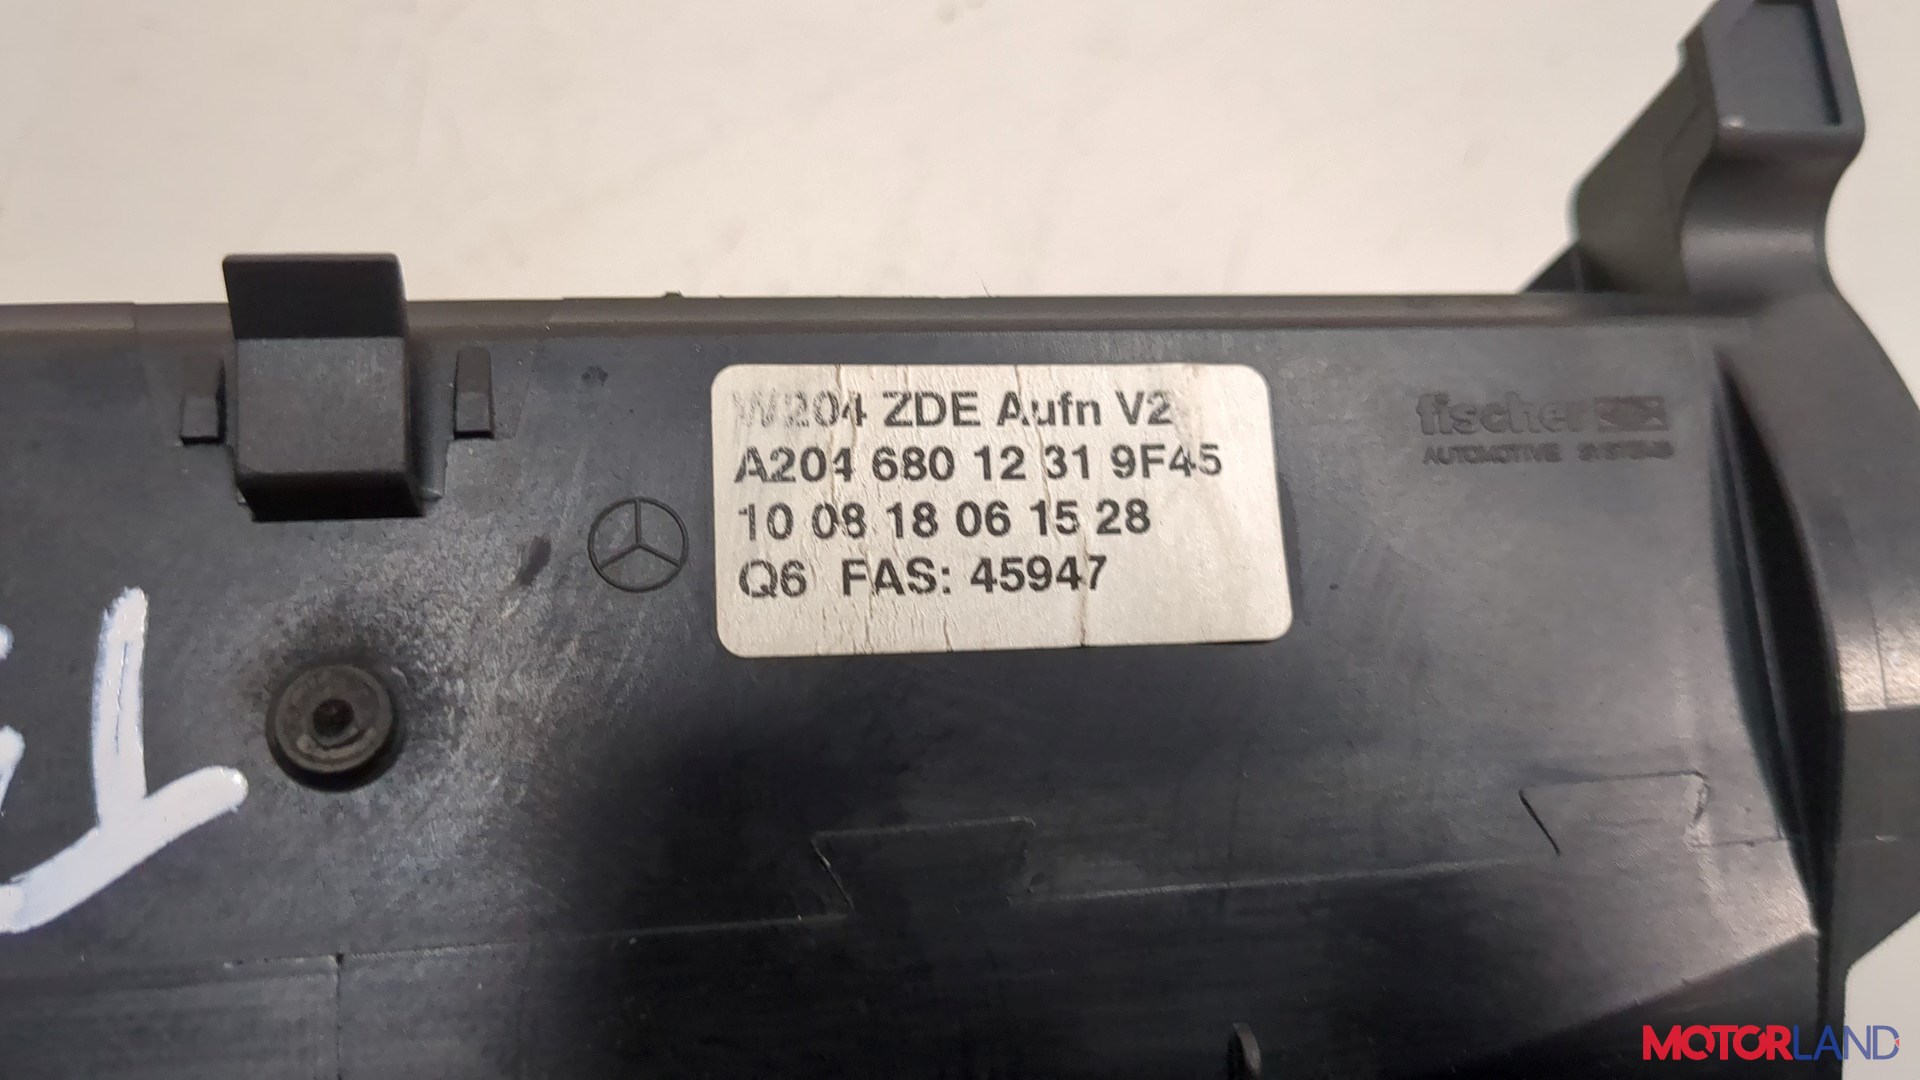 W204 ZDE Aufn V2
A204 680 12 31 9F45
10 08 18 06 15 28
Q6 FAS: 45947
fischer
AUTOMOTIVE SYSTEMS
MOTORLAND